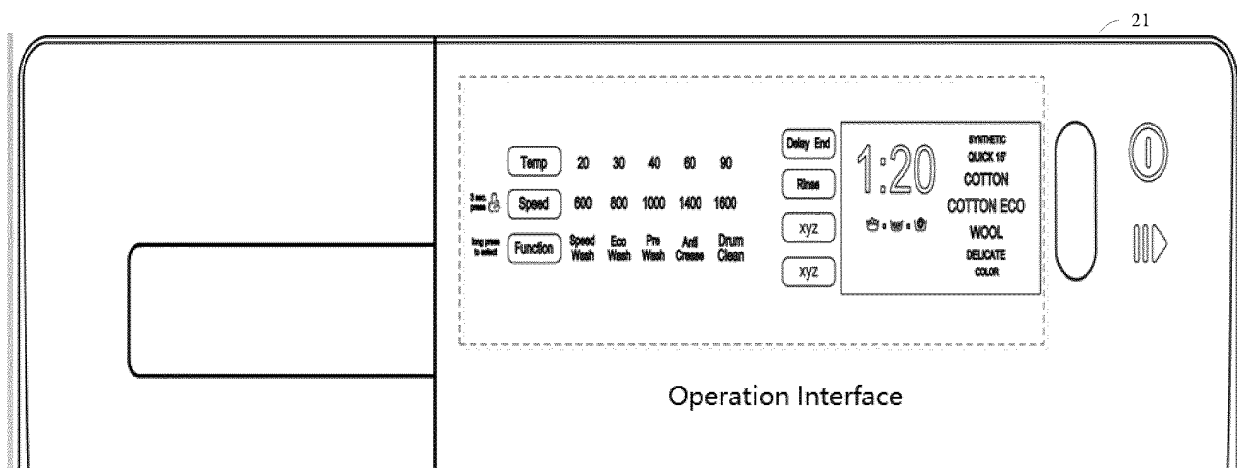 21
Temp 20 30 40 60 90
3 sec.
press
Speed 600 800 1000 1400 1600
long press
to select
Function
Speed
Wash
Eco
Wash
Pre
Wash
Anti
Crease
Drum
Clean
Delay End
Rinse
xyz
xyz
1:20
SYNTHETIC
QUICK 15'
COTTON
COTTON ECO
WOOL
DELICATE
COLOR
Operation Interface